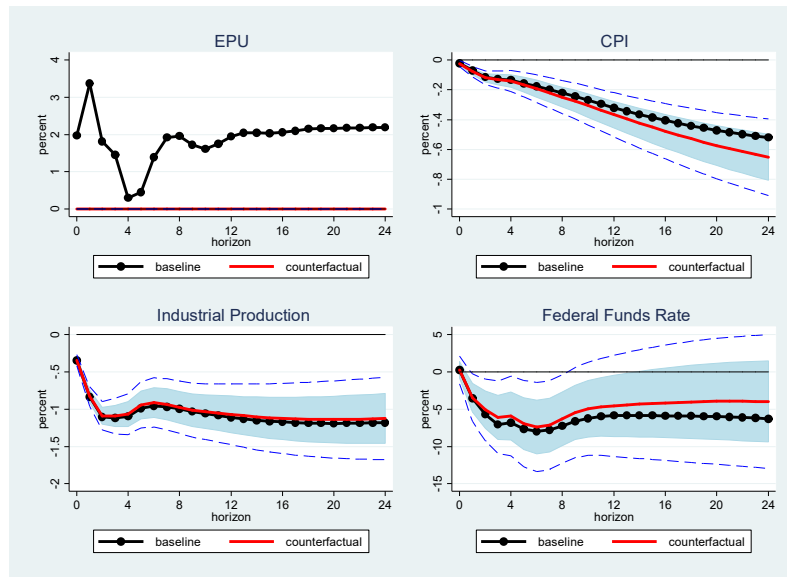 EPU
4
3
2
1
0
percent
0 4 8 12 16 20 24
horizon
baseline counterfactual
CPI
0
-.2
-.4
-.6
-.8
-1
percent
0 4 8 12 16 20 24
horizon
baseline counterfactual
Industrial Production
0
-.5
-1
-1.5
-2
percent
0 4 8 12 16 20 24
horizon
baseline counterfactual
Federal Funds Rate
5
0
-5
-10
-15
percent
0 4 8 12 16 20 24
horizon
baseline counterfactual